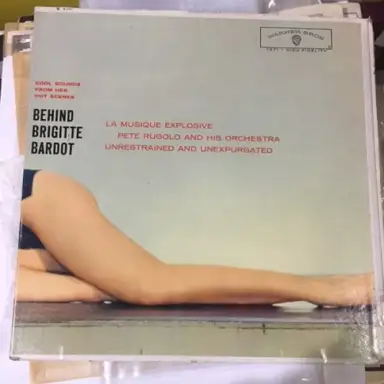 WARNER BROS
COOL SOUNDS
FROM HER
HOT SCENES
BEHIND
BRIGITTE
BARDOT
LA MUSIQUE EXPLOSIVE
PETE RUGOLO AND HIS ORCHESTRA
UNRESTRAINED AND UNEXPURGATED